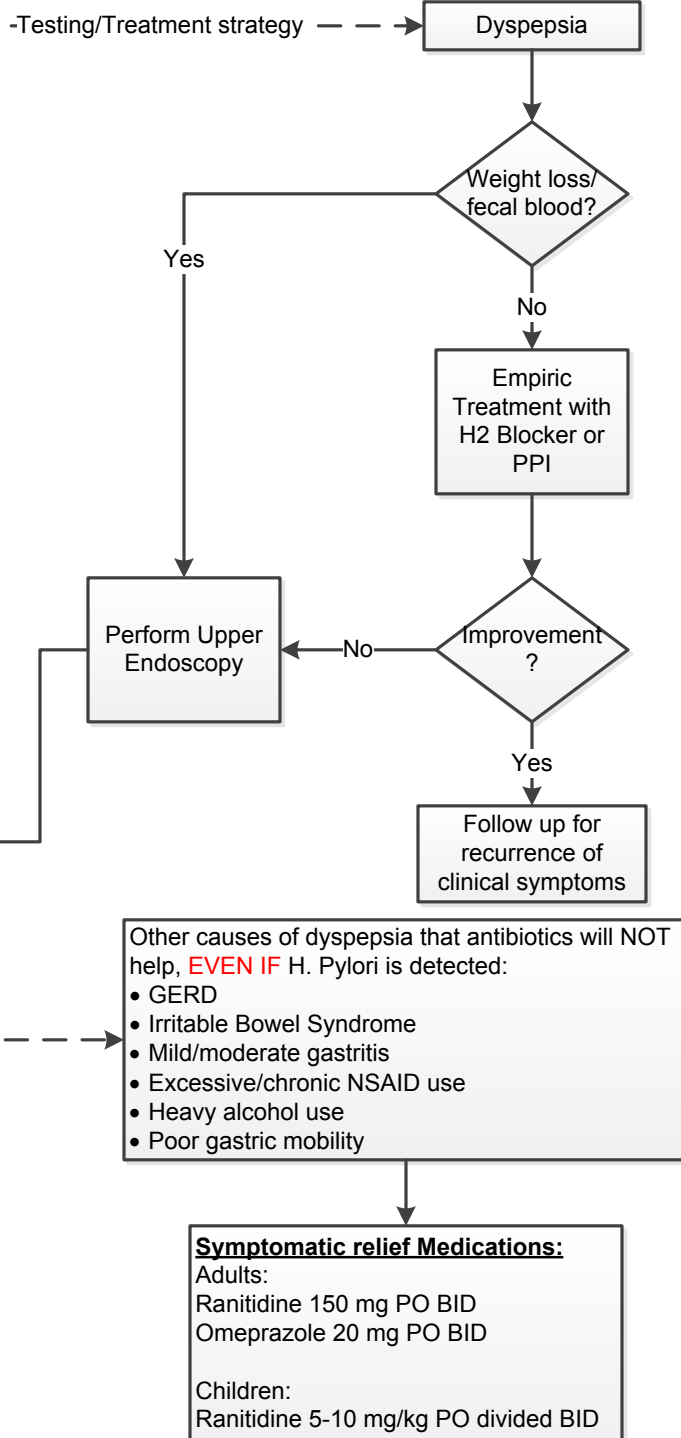 -Testing/Treatment strategy
Dyspepsia
Weight loss/
fecal blood?
Yes
No
Empiric
Treatment with
H2 Blocker or
PPI
Perform Upper
Endoscopy
No
Improvement
?
Yes
Follow up for
recurrence of
clinical symptoms
Other causes of dyspepsia that antibiotics will NOT
help, EVEN IF H. Pylori is detected:
• GERD
• Irritable Bowel Syndrome
• Mild/moderate gastritis
• Excessive/chronic NSAID use
• Heavy alcohol use
• Poor gastric mobility
Symptomatic relief Medications:
Adults:
Ranitidine 150 mg PO BID
Omeprazole 20 mg PO BID
Children:
Ranitidine 5-10 mg/kg PO divided BID